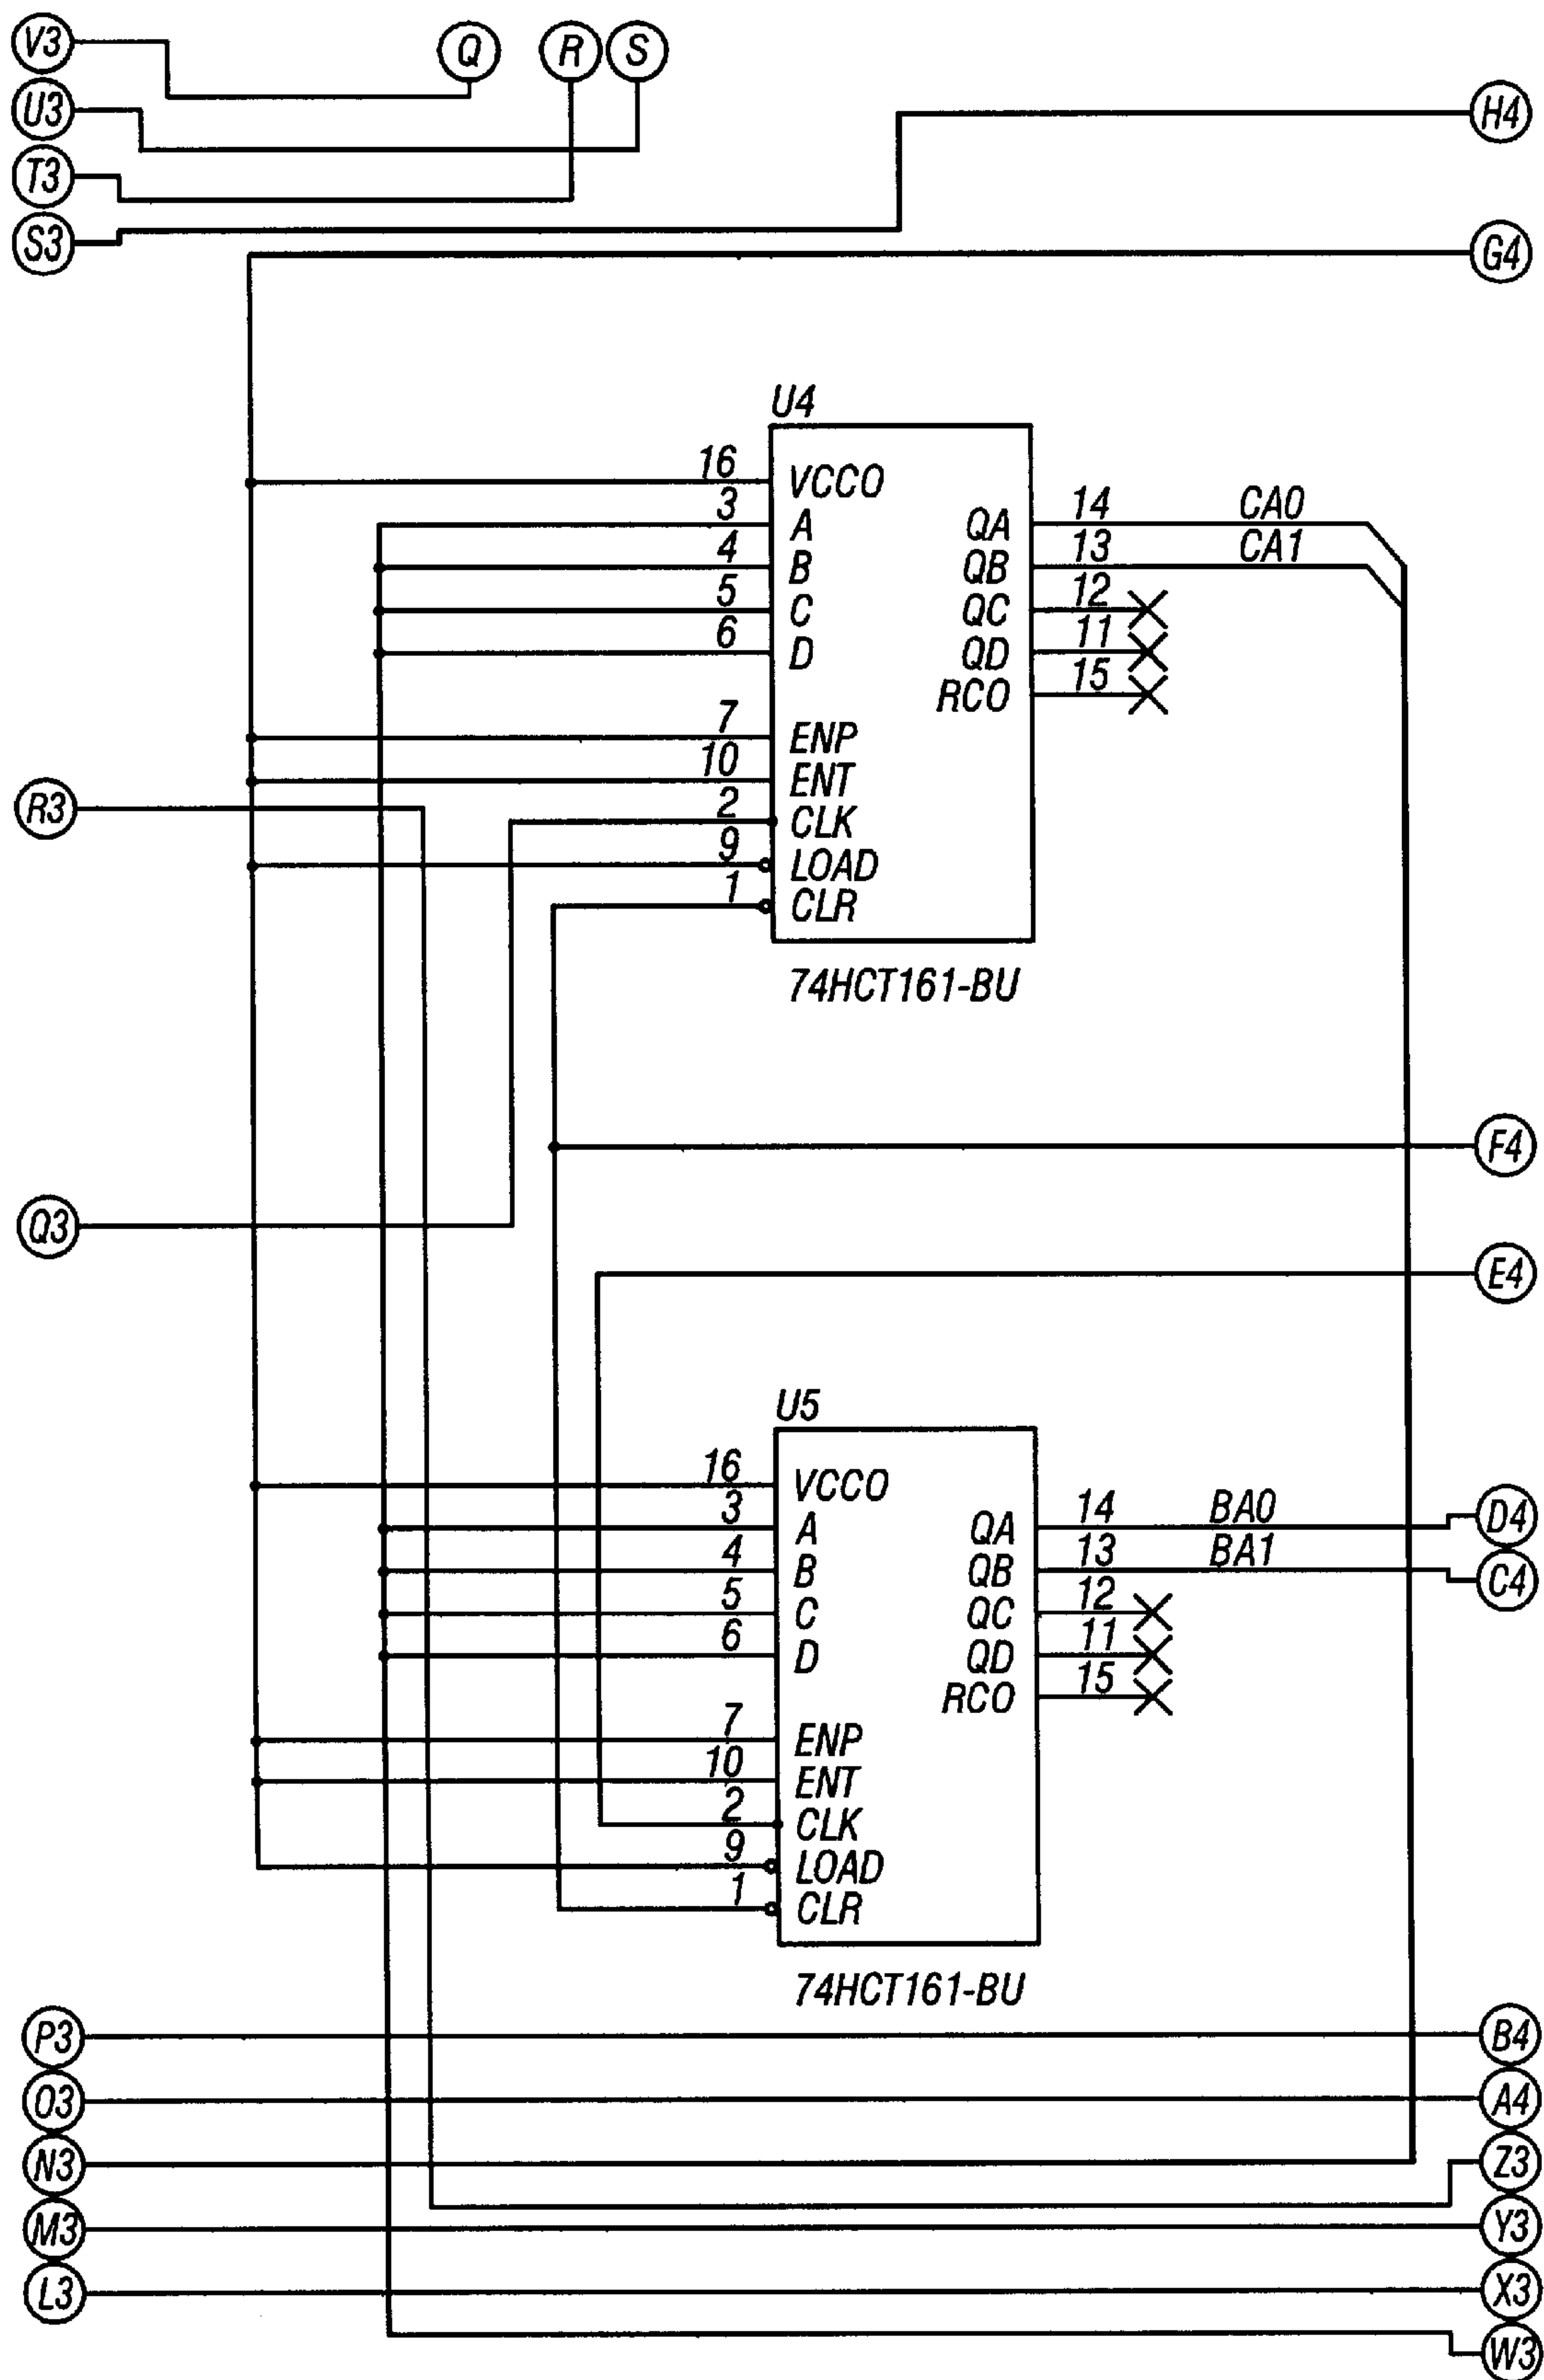 V3
Q
R
S
U3
H4
T3
S3
G4
U4
16
VCCO
3
A
QA
14
CA0
4
B
QB
13
CA1
5
C
QC
12
6
D
QD
11
RCO
15
7
ENP
10
ENT
R3
2
CLK
9
LOAD
1
CLR
74HCT161-BU
F4
Q3
E4
U5
16
VCCO
3
A
QA
14
BA0
D4
4
B
QB
13
BA1
C4
5
C
QC
12
6
D
QD
11
RCO
15
7
ENP
10
ENT
2
CLK
9
LOAD
1
CLR
74HCT161-BU
P3
B4
O3
A4
N3
Z3
M3
Y3
L3
X3
W3